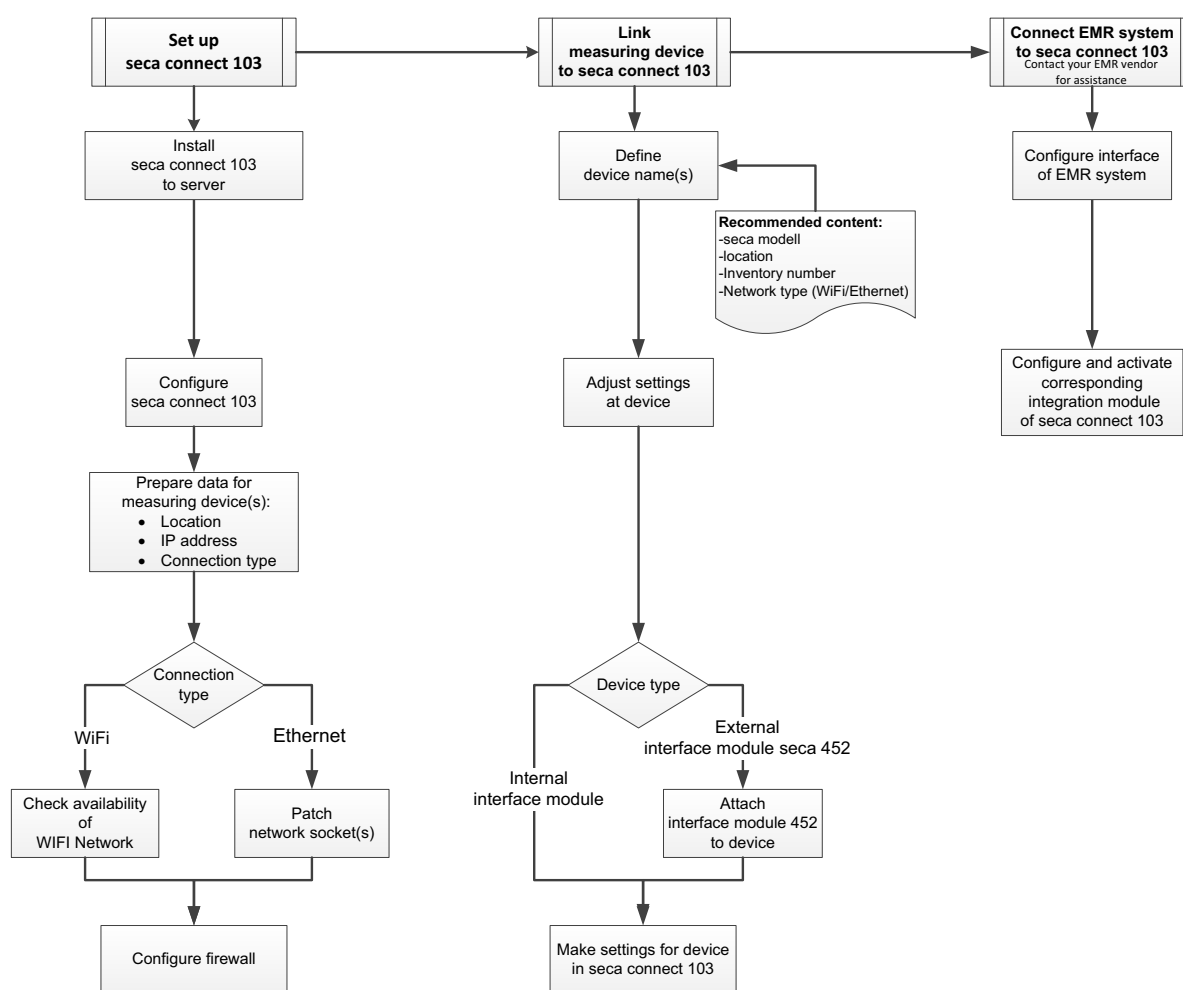 Set up
seca connect 103
Link
measuring device
to seca connect 103
Connect EMR system
to seca connect 103
Contact your EMR vendor
for assistance
Install
seca connect 103
to server
Define
device name(s)
Configure interface
of EMR system
Recommended content:
-seca modell
-location
-Inventory number
-Network type (WiFi/Ethernet)
Configure
seca connect 103
Adjust settings
at device
Configure and activate
corresponding
integration module
of seca connect 103
Prepare data for
measuring device(s):
• Location
• IP address
• Connection type
Connection
type
Device type
WiFi
Ethernet
External
interface module seca 452
Internal
interface module
Check availability
of
WIFI Network
Patch
network socket(s)
Attach
interface module 452
to device
Configure firewall
Make settings for device
in seca connect 103